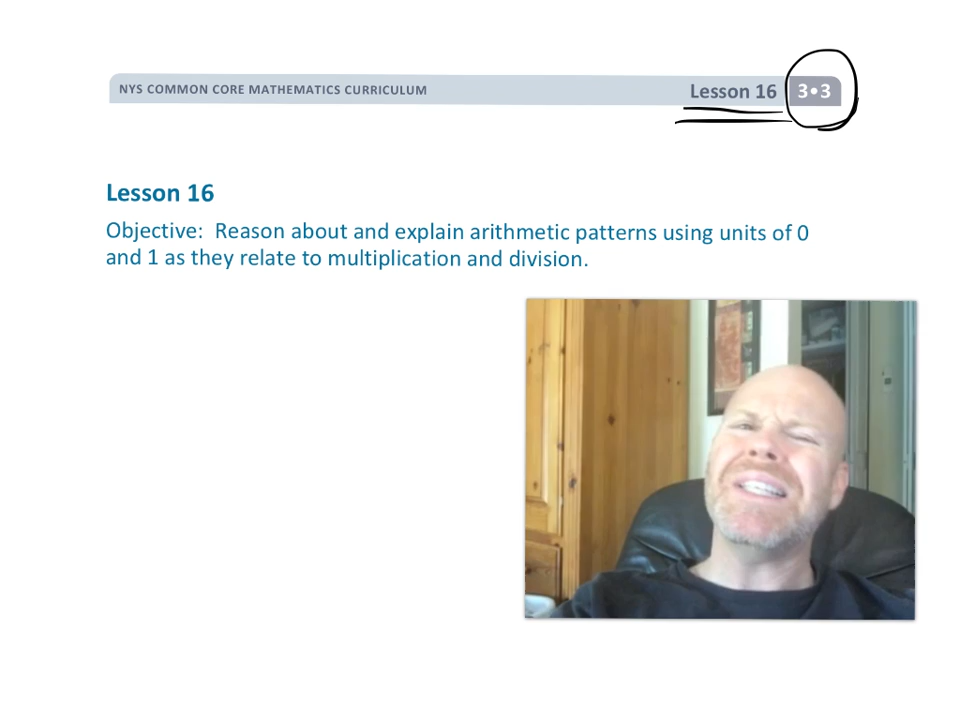 NYS COMMON CORE MATHEMATICS CURRICULUM Lesson 16 3•3
Lesson 16
Objective: Reason about and explain arithmetic patterns using units of 0
and 1 as they relate to multiplication and division.